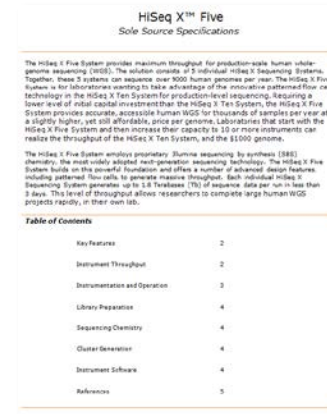 HiSeq X™ Five
Sole Source Specifications
The HiSeq X Five System provides maximum throughput for production-scale human whole-
genome sequencing (WGS). The solution consists of 5 individual HiSeq X Sequencing Systems.
Together, these 5 systems can sequence over 9000 human genomes per year. The HiSeq X Five
System is for laboratories wanting to take advantage of the innovative patterned flow ce
technology in the HiSeq X Ten System for production-level sequencing. Requiring a
lower level of initial capital investment than the HiSeq X Ten System, the HiSeq X Five
System provides accurate, accessible human WGS for thousands of samples per year at
a slightly higher, yet still affordable, price per genome. Laboratories that start with the
HiSeq X Five System and then increase their capacity to 10 or more instruments can
realize the throughput of the HiSeq X Ten System, and the $1000 genome.
The HiSeq X Five System employs proprietary Illumina sequencing by synthesis (SBS)
chemistry, the most widely adopted next-generation sequencing technology. The HiSeq X Five
System builds on this powerful foundation and offers a number of advanced design features,
including patterned flow cells, to generate massive throughput. Each individual HiSeq X
Sequencing System generates up to 1.8 Terabases (Tb) of sequence data per run in less than
3 days. This level of throughput allows researchers to complete large human WGS
projects rapidly, in their own lab.
Table of Contents
Key Features 2
Instrument Throughput 2
Instrumentation and Operation 3
Library Preparation 4
Sequencing Chemistry 4
Cluster Generation 4
Instrument Software 4
References 5